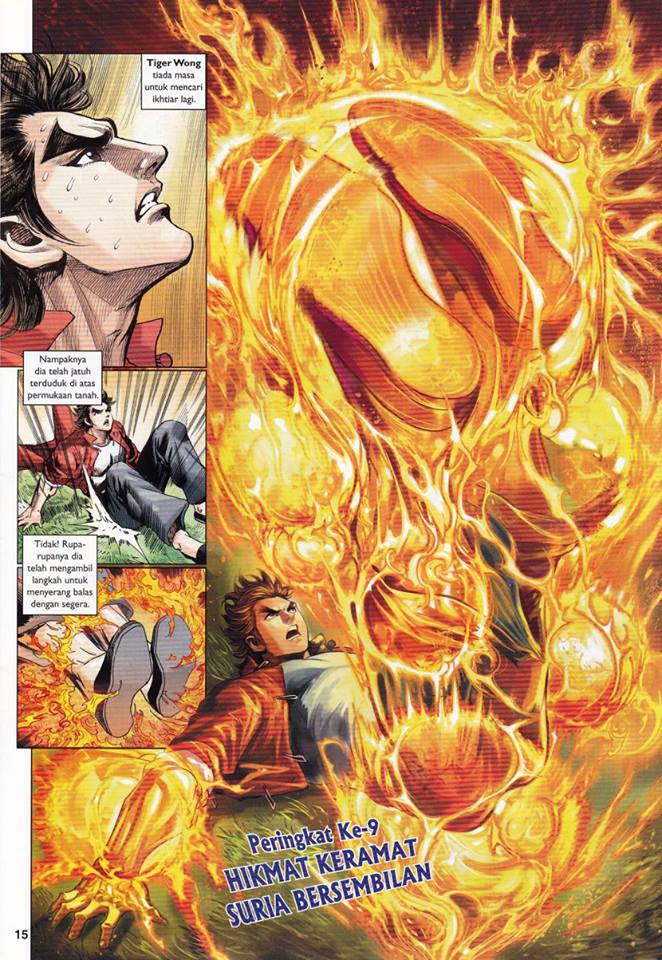 Tiger Wong
tiada masa
untuk mencari
ikhtiar lagi.
Nampaknya
dia telah jatuh
terduduk di atas
permukaan tanah.
Tidak! Rupa-
rupanya dia
telah mengambil
langkah untuk
menyerang balas
dengan segera.
Peringkat Ke-9
HIKMAT KERAMAT
SURIA BERSEMBILAN
15